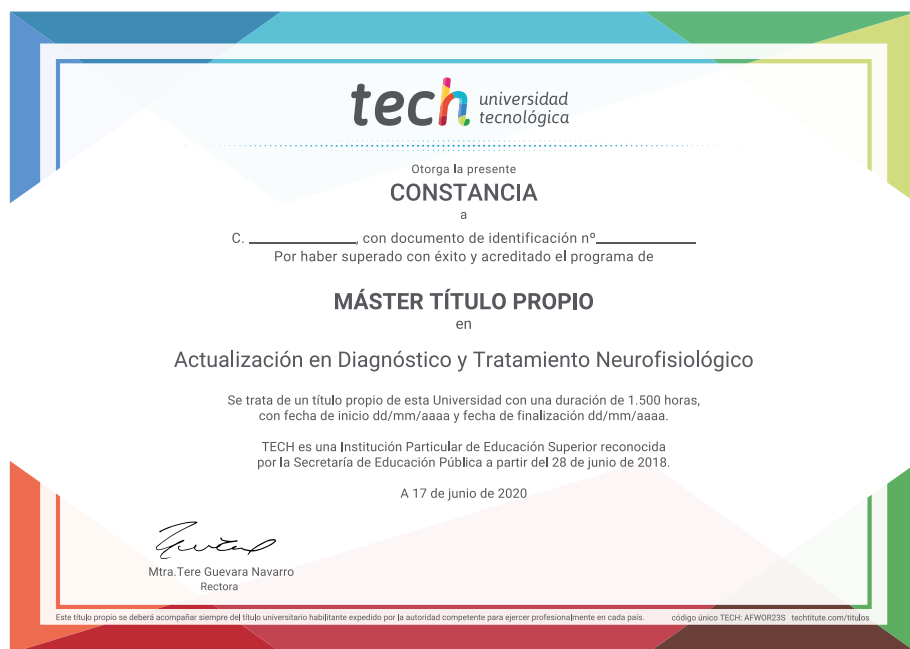 tech universidad
tecnológica
Otorga la presente
CONSTANCIA
a
C. ____________, con documento de identificación nº____________
Por haber superado con éxito y acreditado el programa de
MÁSTER TÍTULO PROPIO
en
Actualización en Diagnóstico y Tratamiento Neurofisiológico
Se trata de un título propio de esta Universidad con una duración de 1.500 horas,
con fecha de inicio dd/mm/aaaa y fecha de finalización dd/mm/aaaa.
TECH es una Institución Particular de Educación Superior reconocida
por la Secretaría de Educación Pública a partir del 28 de junio de 2018.
A 17 de junio de 2020
Mtra.Tere Guevara Navarro
Rectora
Este título propio se deberá acompañar siempre del título universitario habilitante expedido por la autoridad competente para ejercer profesionalmente en cada país. código único TECH: AFWOR23S techtitute.com/titulos